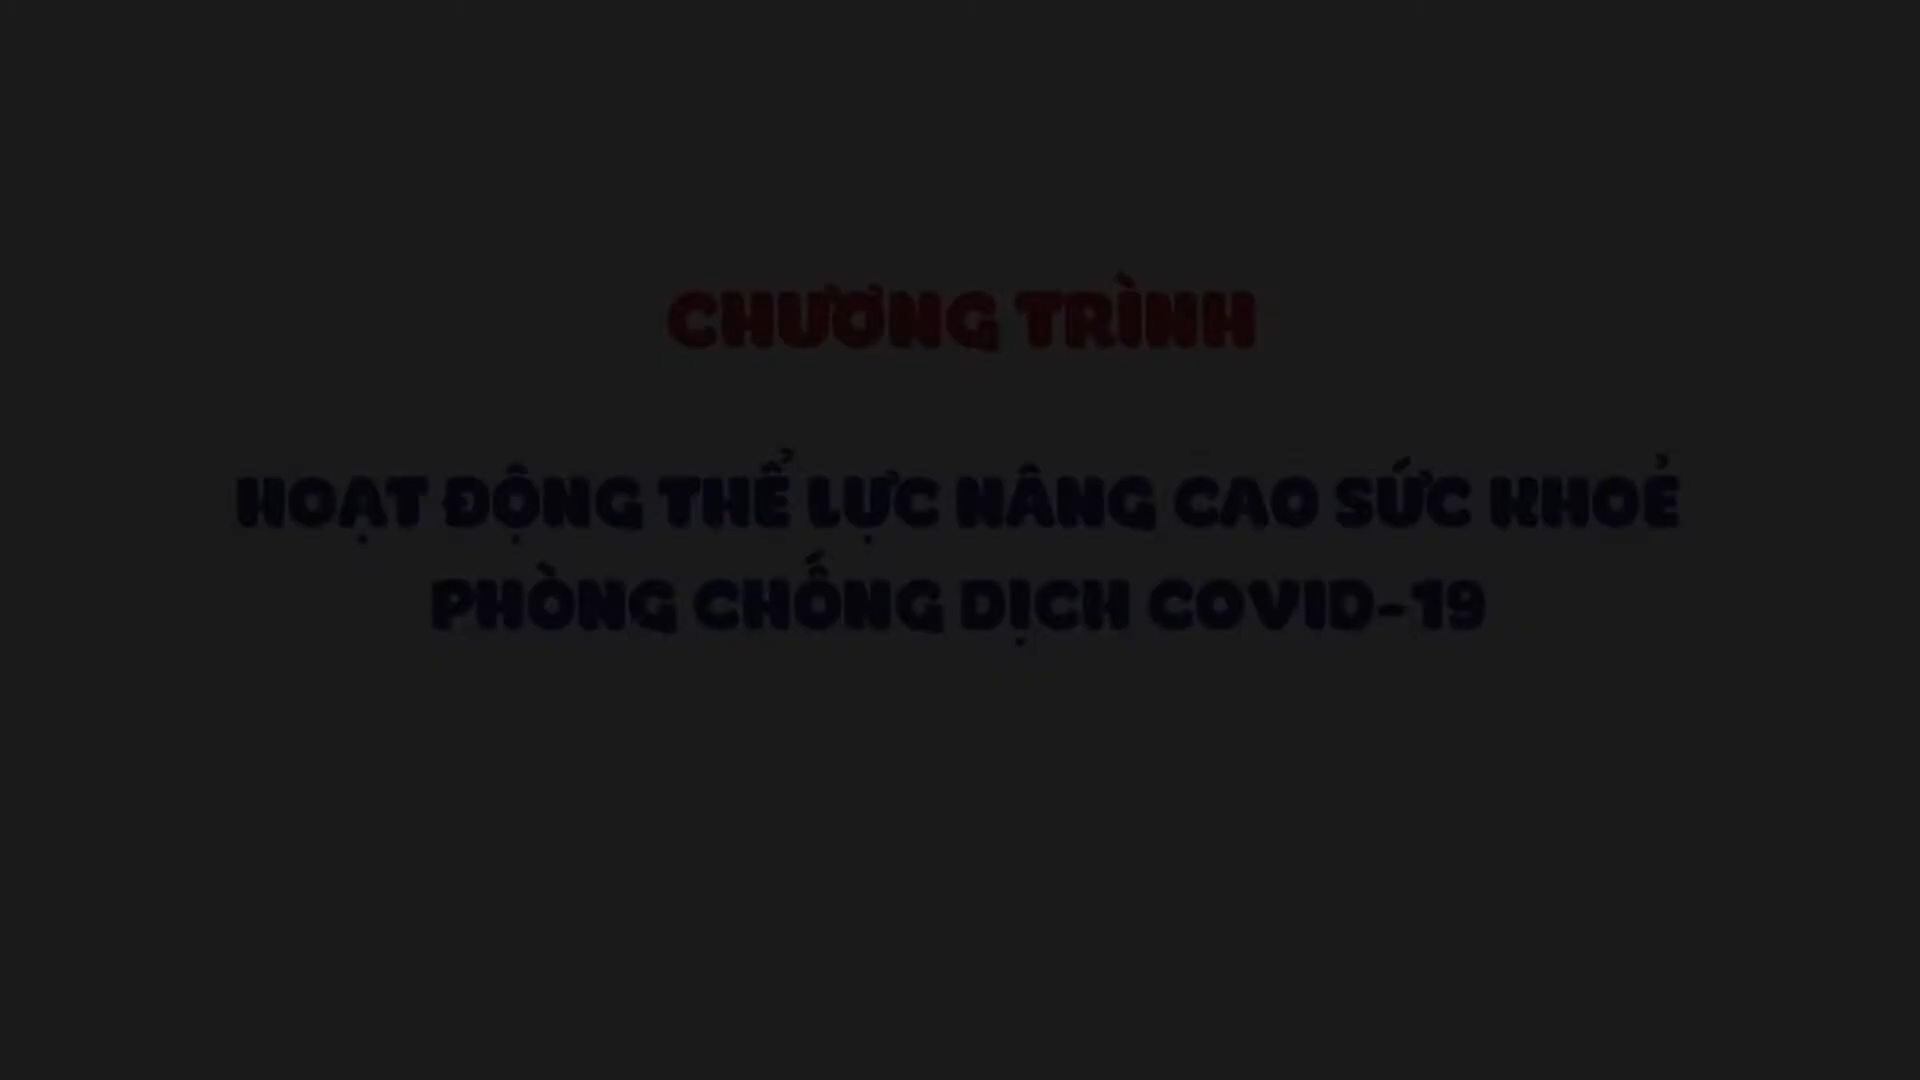 CHƯƠNG TRÌNH
HOẠT ĐỘNG THỂ LỰC NÂNG CAO SỨC KHOẺ
PHÒNG CHỐNG DỊCH COVID-19